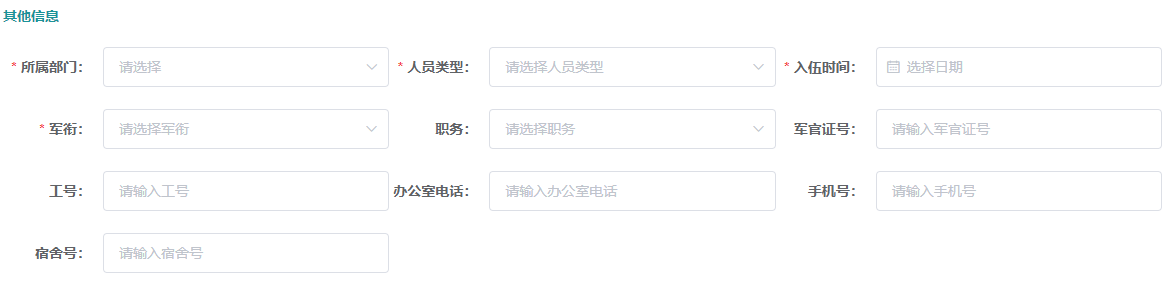 其他信息
* 所属部门： 请选择 * 人员类型： 请选择人员类型 * 入伍时间： 选择日期
* 军衔： 请选择军衔 职务： 请选择职务 军官证号： 请输入军官证号
工号： 请输入工号 办公室电话： 请输入办公室电话 手机号： 请输入手机号
宿舍号： 请输入宿舍号